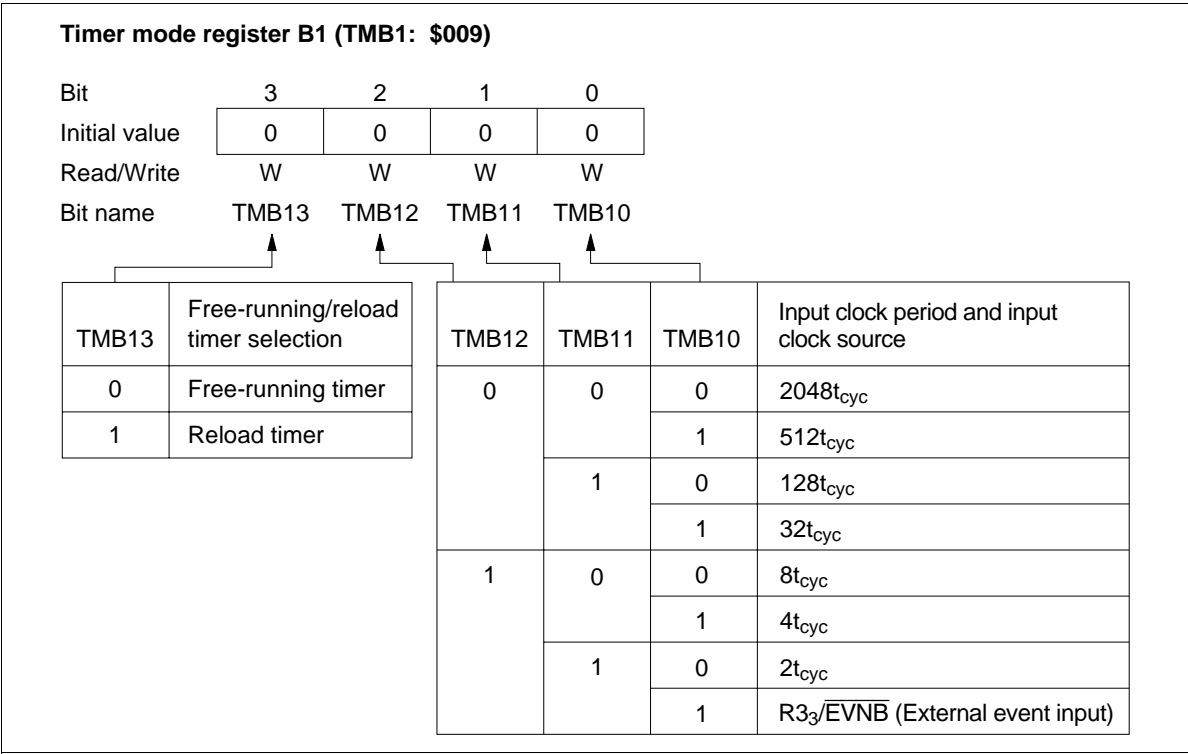 Timer mode register B1 (TMB1: $009)
Bit 3 2 1 0
Initial value 0 0 0 0
Read/Write W W W W
Bit name TMB13 TMB12 TMB11 TMB10
TMB13 Free-running/reload timer selection
0 Free-running timer
1 Reload timer
TMB12 TMB11 TMB10 Input clock period and input clock source
0 0 0 2048tcyc
1 512tcyc
1 0 128tcyc
1 32tcyc
1 0 0 8tcyc
1 4tcyc
1 0 2tcyc
1 R33/E̅V̅N̅B̅ (External event input)